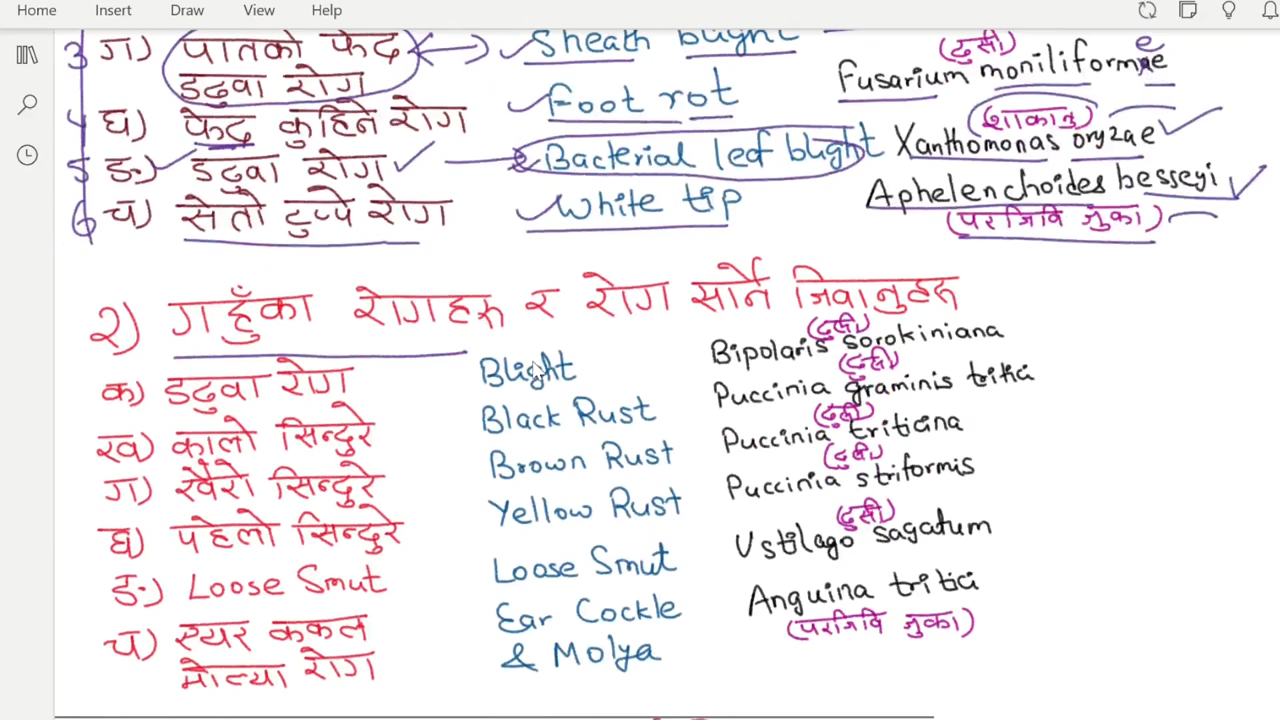 Home Insert Draw View Help
३ ग) पातको फेद Sheath blight (ढुसी)
डढुवा रोग Fusarium moniliforme
४ घ) फेद कुहिने रोग Foot rot (शाकाणु)
५ ङ) डढुवा रोग Bacterial leaf blight Xanthomonas oryzae
६ च) सेतो टुप्पे रोग White tip Aphelenchoides besseyi
(परजिवि जुका)
२) गहुँका रोगहरु र रोग सार्ने जिवाणुहरु
(ढुसी)
क) डढुवा रोग Blight Bipolaris sorokiniana
(ढुसी)
ख) कालो सिन्दुरे Black Rust Puccinia graminis tritici
(ढुसी)
ग) खैरो सिन्दुरे Brown Rust Puccinia triticina
(ढुसी)
घ) पहेलो सिन्दुरे Yellow Rust Puccinia striformis
(ढुसी)
ङ) Loose Smut Loose Smut Ustilago sagatum
च) एयर ककल Ear Cockle Anguina tritici
मोल्या रोग & Molya (परजिवि जुका)